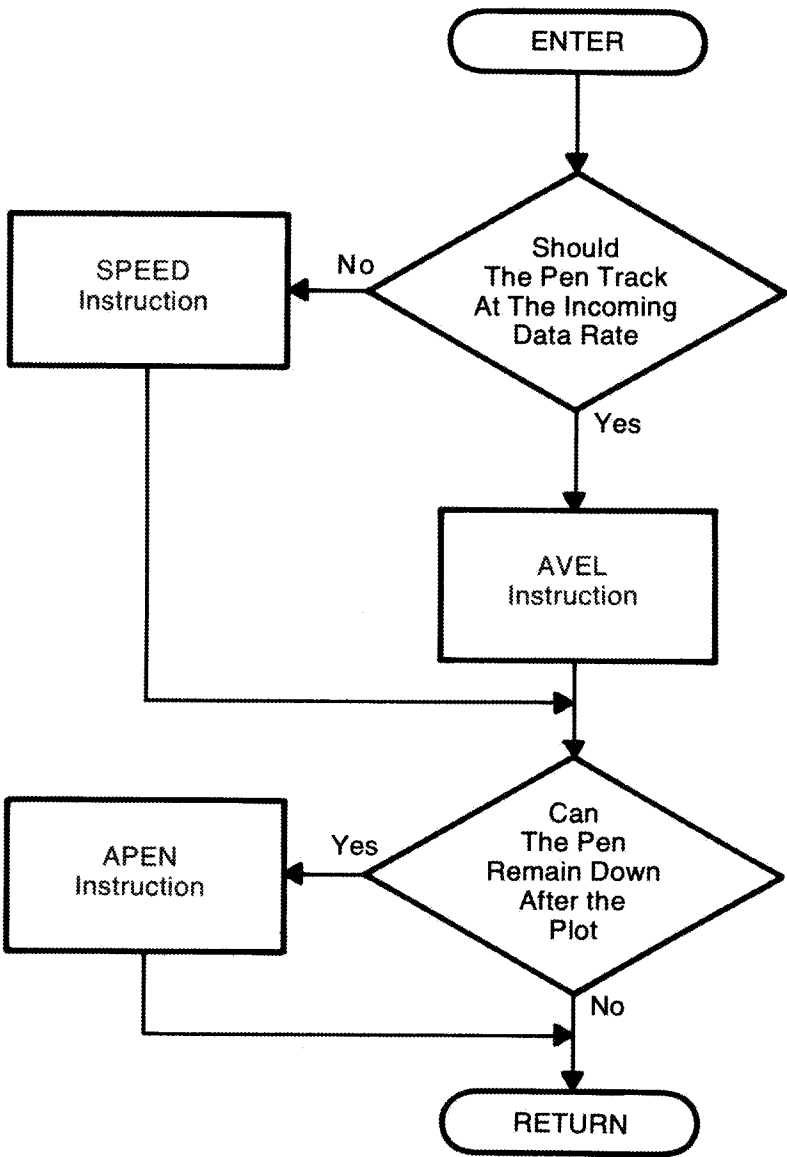 ENTER
Should
The Pen Track
At The Incoming
Data Rate
No
SPEED
Instruction
Yes
AVEL
Instruction
Can
The Pen
Remain Down
After the
Plot
Yes
APEN
Instruction
No
RETURN